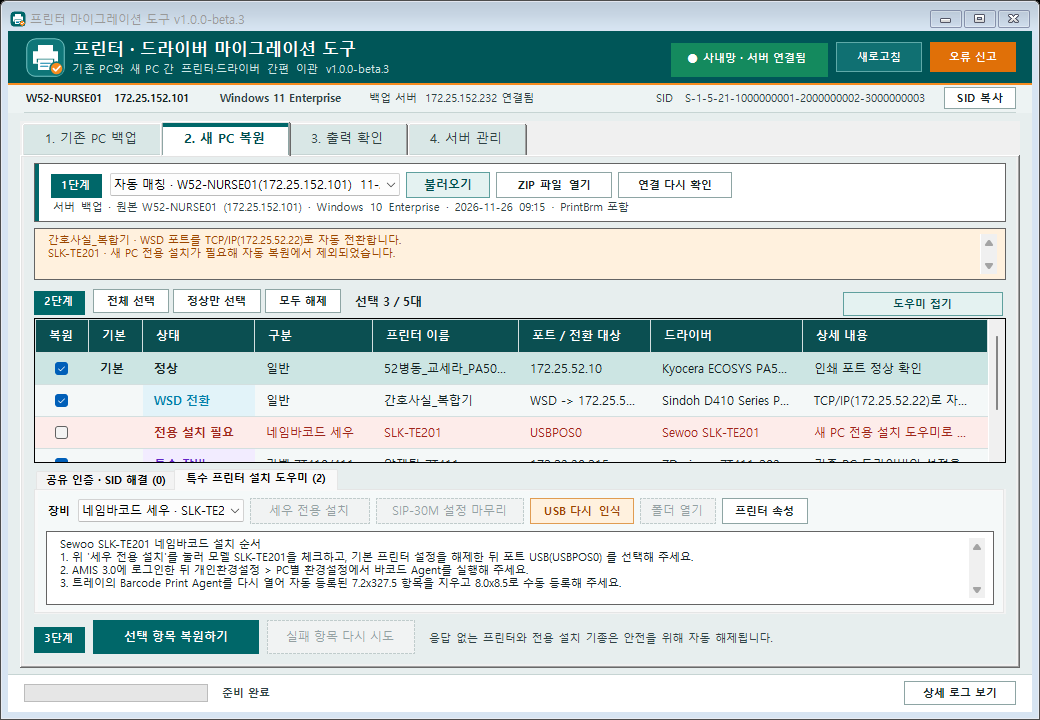 프린터 마이그레이션 도구 v1.0.0-beta.3
프린터 · 드라이버 마이그레이션 도구
기존 PC와 새 PC 간 프린터·드라이버 간편 이관 v1.0.0-beta.3
● 사내망 · 서버 연결됨
새로고침
오류 신고
W52-NURSE01 172.25.152.101 Windows 11 Enterprise 백업 서버 172.25.152.232 연결됨 SID S-1-5-21-1000000001-2000000002-3000000003 SID 복사
1. 기존 PC 백업 2. 새 PC 복원 3. 출력 확인 4. 서버 관리
1단계 자동 매칭 · W52-NURSE01(172.25.152.101) 11-. 불러오기 ZIP 파일 열기 연결 다시 확인
서버 백업 · 원본 W52-NURSE01 (172.25.152.101) · Windows 10 Enterprise · 2026-11-26 09:15 · PrintBrm 포함
간호사실_복합기 · WSD 포트를 TCP/IP(172.25.52.22)로 자동 전환합니다.
SLK-TE201 · 새 PC 전용 설치가 필요해 자동 복원에서 제외되었습니다.
2단계 전체 선택 정상만 선택 모두 해제 선택 3 / 5대 도우미 접기
복원 기본 상태 구분 프린터 이름 포트 / 전환 대상 드라이버 상세 내용
기본 정상 일반 52병동_교세라_PA50... 172.25.52.10 Kyocera ECOSYS PA5... 인쇄 포트 정상 확인
WSD 전환 일반 간호사실_복합기 WSD -> 172.25.5... Sindoh D410 Series P... TCP/IP(172.25.52.22)로 자...
전용 설치 필요 네임바코드 세우 SLK-TE201 USBPOS0 Sewoo SLK-TE201 새 PC 전용 설치 도우미로 ...
공유 인증 · SID 해결 (0) 특수 프린터 설치 도우미 (2)
장비 네임바코드 세우 · SLK-TE2 세우 전용 설치 SIP-30M 설정 마무리 USB 다시 인식 폴더 열기 프린터 속성
Sewoo SLK-TE201 네임바코드 설치 순서
1. 위 '세우 전용 설치'를 눌러 모델 SLK-TE201을 체크하고, 기본 프린터 설정을 해제한 뒤 포트 USB(USBPOS0) 를 선택해 주세요.
2. AMIS 3.0에 로그인한 뒤 개인환경설정 > PC별 환경설정에서 바코드 Agent를 실행해 주세요.
3. 트레이의 Barcode Print Agent를 다시 열어 자동 등록된 7.2x327.5 항목을 지우고 8.0x8.5로 수동 등록해 주세요.
3단계 선택 항목 복원하기 실패 항목 다시 시도 응답 없는 프린터와 전용 설치 기종은 안전을 위해 자동 해제됩니다.
준비 완료 상세 로그 보기